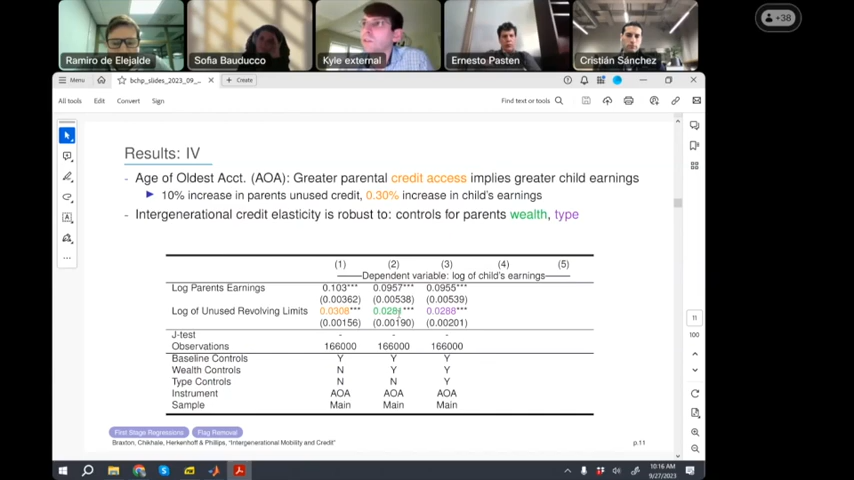 +38
Ramiro de Elejalde
Sofia Bauducco
Kyle external
Ernesto Pasten
Cristián Sánchez
Menu
bchp_slides_2023_09_...
Create
All tools
Edit
Convert
Sign
Find text or tools
Results: IV
- Age of Oldest Acct. (AOA): Greater parental credit access implies greater child earnings
10% increase in parents unused credit, 0.30% increase in child's earnings
- Intergenerational credit elasticity is robust to: controls for parents wealth, type
(1) (2) (3) (4) (5)
Dependent variable: log of child's earnings
Log Parents Earnings 0.103*** 0.0957*** 0.0955***
(0.00362) (0.00538) (0.00539)
Log of Unused Revolving Limits 0.0308*** 0.0281*** 0.0288***
(0.00156) (0.00190) (0.00201)
J-test - - -
Observations 166000 166000 166000
Baseline Controls Y Y Y
Wealth Controls N Y Y
Type Controls N N Y
Instrument AOA AOA AOA
Sample Main Main Main
First Stage Regressions
Flag Removal
Braxton, Chikhale, Herkenhoff & Phillips, "Intergenerational Mobility and Credit"
p.11
11
100
10:16 AM
9/27/2023